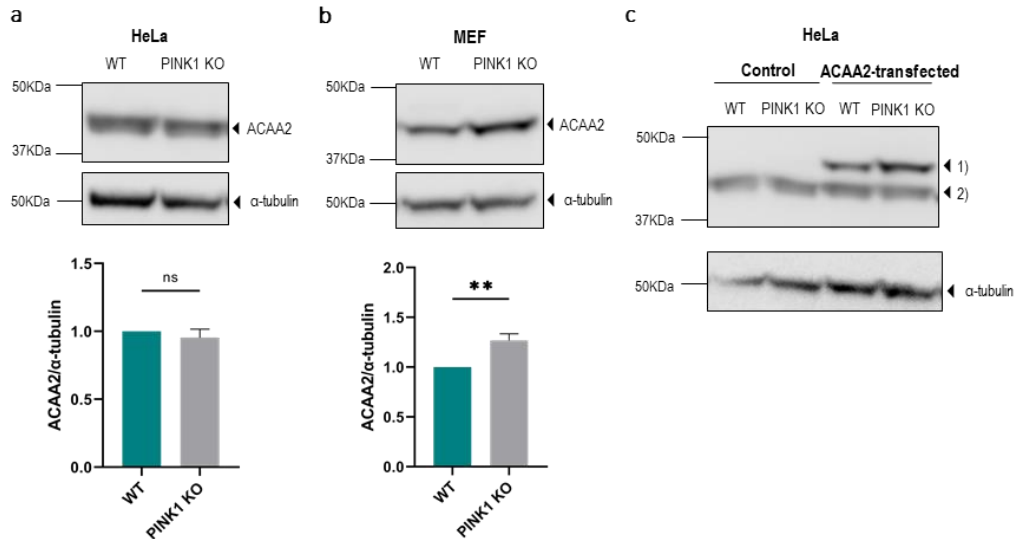 a
HeLa
WT PINK1 KO
50KDa
ACAA2
37KDa
50KDa
α-tubulin
1.5
1.0
0.5
0.0
ACAA2/α-tubulin
ns
WT
PINK1 KO
b
MEF
WT PINK1 KO
50KDa
ACAA2
37KDa
50KDa
α-tubulin
2.0
1.5
1.0
0.5
0.0
ACAA2/α-tubulin
**
WT
PINK1 KO
c
HeLa
Control ACAA2-transfected
WT PINK1 KO WT PINK1 KO
50KDa
1)
2)
37KDa
50KDa
α-tubulin